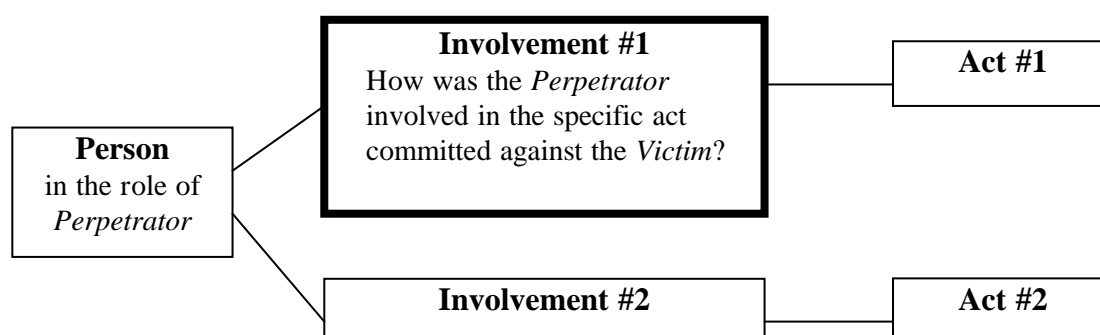 Involvement #1
How was the Perpetrator
involved in the specific act
committed against the Victim?
Act #1
Person
in the role of
Perpetrator
Involvement #2
Act #2